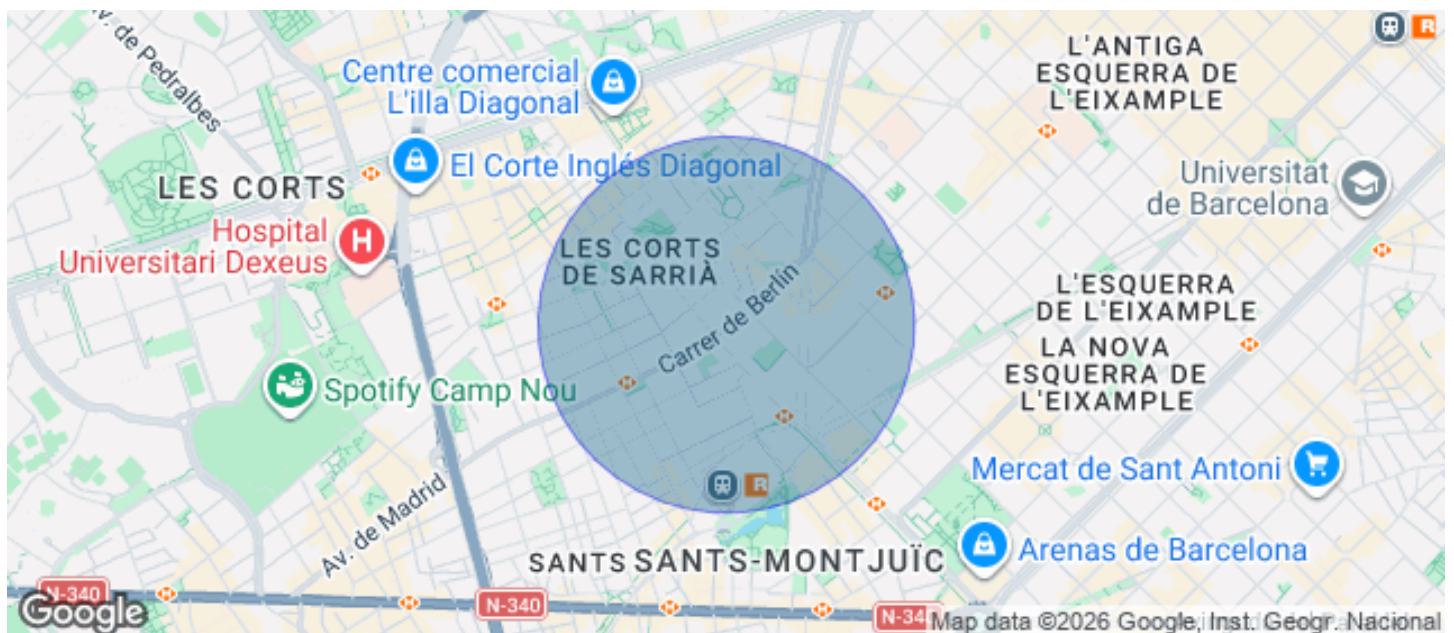 Av. de Pedralbes
Centre comercial
L'illa Diagonal
L'ANTIGA
ESQUERRA DE
L'EIXAMPLE
R
El Corte Inglés Diagonal
LES CORTS
Universitat
de Barcelona
H
Hospital
Universitari Dexeus
LES CORTS
DE SARRIÀ
Carrer de Berlín
L'ESQUERRA
DE L'EIXAMPLE
LA NOVA
ESQUERRA DE
L'EIXAMPLE
Spotify Camp Nou
Mercat de Sant Antoni
R
Av. de Madrid
SANTS
SANTS-MONTJUÏC
Arenas de Barcelona
N-340
N-340
N-34
Google
Map data ©2026 Google, Inst. Geogr. Nacional